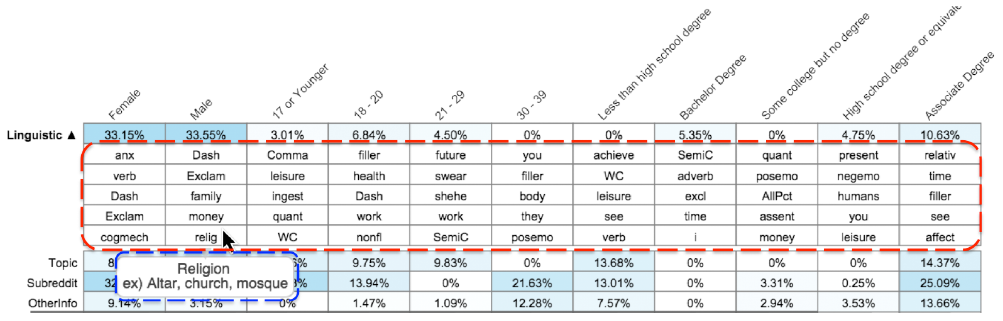 Female Male 17 or Younger 18 - 20 21 - 29 30 - 39 Less than high school degree Bachelor Degree Some college but no degree High school degree or equivale Associate Degree
Linguistic ▲ 33.15% 33.55% 3.01% 6.84% 4.50% 0% 0% 5.35% 0% 4.75% 10.63%
anx Dash Comma filler future you achieve SemiC quant present relativ
verb Exclam leisure health swear filler WC adverb posemo negemo time
Dash family ingest Dash shehe body leisure excl AllPct humans filler
Exclam money quant work work they see time assent you see
cogmech relig WC nonfl SemiC posemo verb i money leisure affect
Topic 9.75% 9.83% 0% 13.68% 0% 0% 0% 14.37%
Religion
Subreddit 13.94% 0% 21.63% 13.01% 0% 3.31% 0.25% 25.09%
ex) Altar, church, mosque
OtherInfo 9.14% 3.15% 0% 1.47% 1.09% 12.28% 7.57% 0% 2.94% 3.53% 13.66%